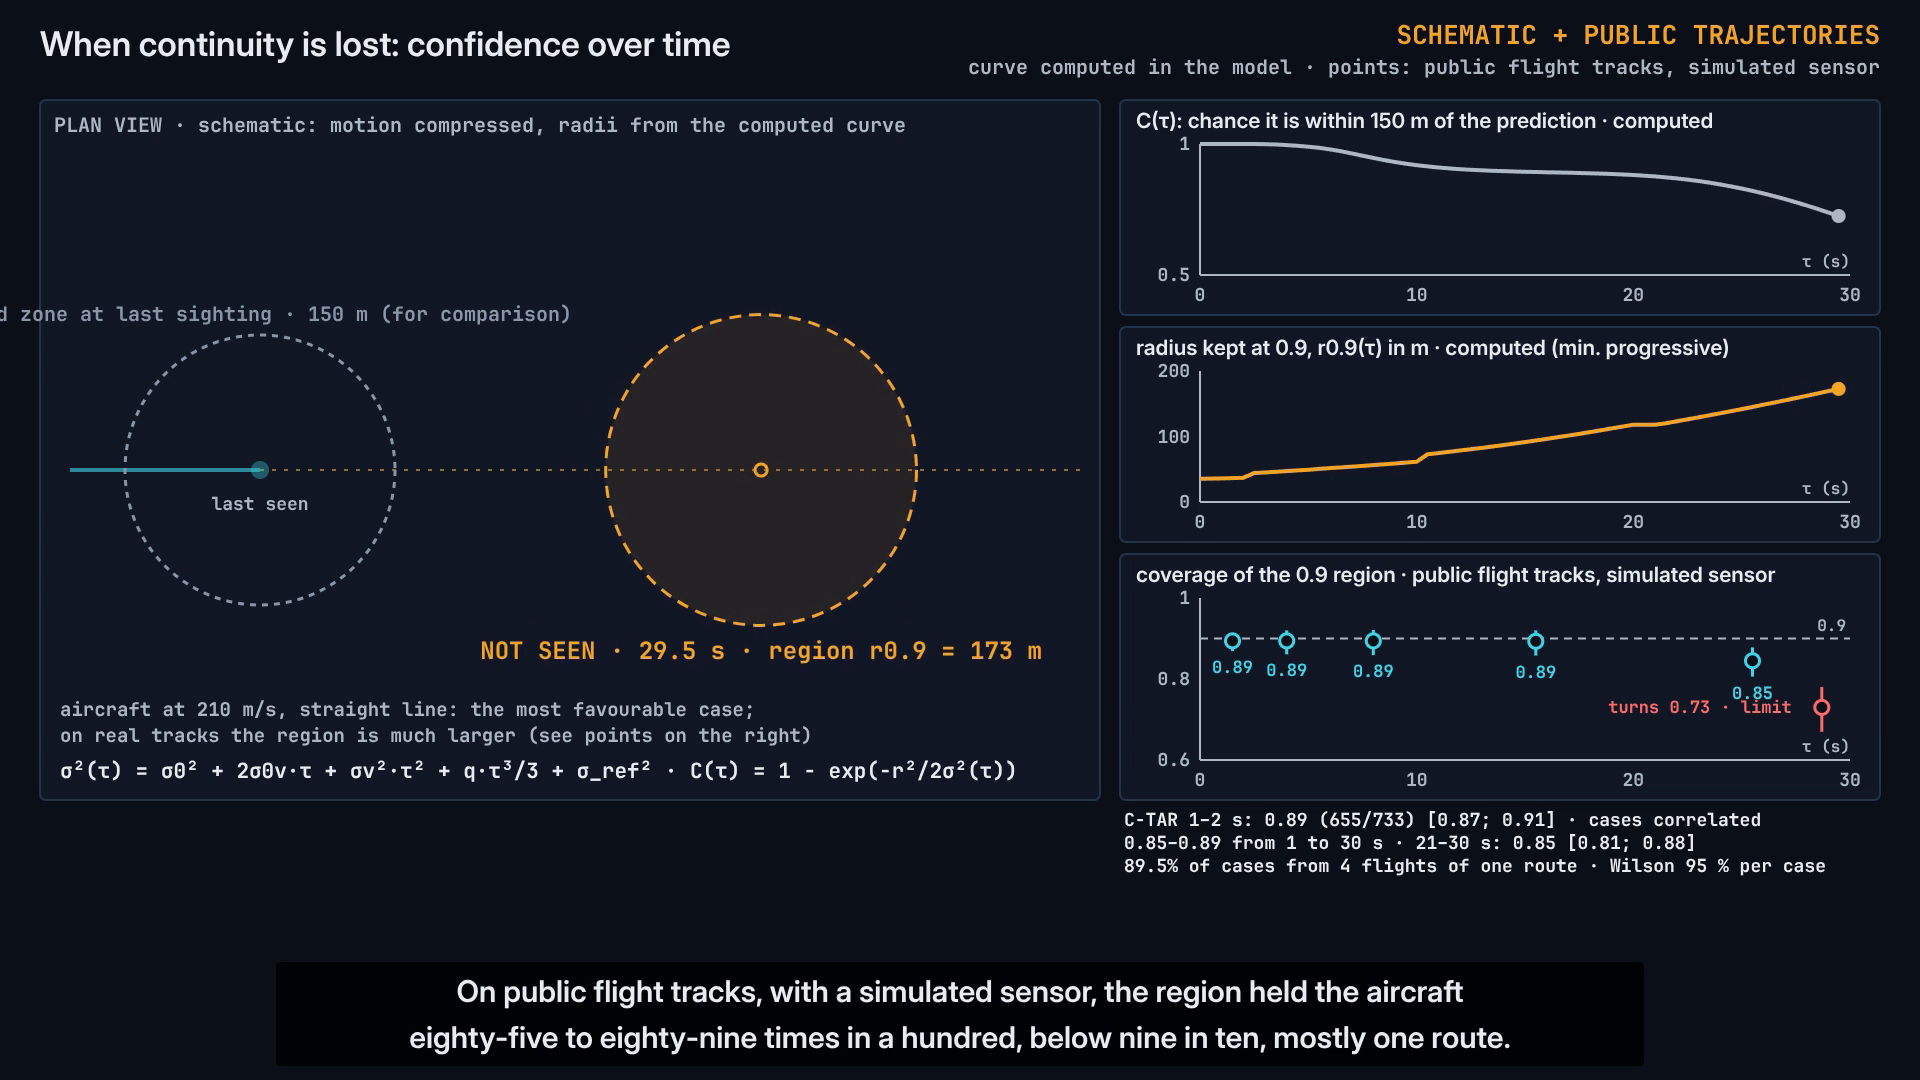 When continuity is lost: confidence over time
SCHEMATIC + PUBLIC TRAJECTORIES
curve computed in the model · points: public flight tracks, simulated sensor
PLAN VIEW · schematic: motion compressed, radii from the computed curve
zone at last sighting · 150 m (for comparison)
last seen
NOT SEEN · 29.5 s · region r0.9 = 173 m
aircraft at 210 m/s, straight line: the most favourable case;
on real tracks the region is much larger (see points on the right)
σ²(τ) = σ0² + 2σ0v·τ + σv²·τ² + q·τ³/3 + σ_ref² · C(τ) = 1 - exp(-r²/2σ²(τ))
C(τ): chance it is within 150 m of the prediction · computed
1
0.5
τ (s)
0 10 20 30
radius kept at 0.9, r0.9(τ) in m · computed (min. progressive)
200
100
0
τ (s)
0 10 20 30
coverage of the 0.9 region · public flight tracks, simulated sensor
1
0.9
0.89 0.89 0.89 0.89
0.8
0.85
turns 0.73 · limit
τ (s)
0.6
0 10 20 30
C-TAR 1–2 s: 0.89 (655/733) [0.87; 0.91] · cases correlated
0.85–0.89 from 1 to 30 s · 21–30 s: 0.85 [0.81; 0.88]
89.5% of cases from 4 flights of one route · Wilson 95 % per case
On public flight tracks, with a simulated sensor, the region held the aircraft
eighty-five to eighty-nine times in a hundred, below nine in ten, mostly one route.